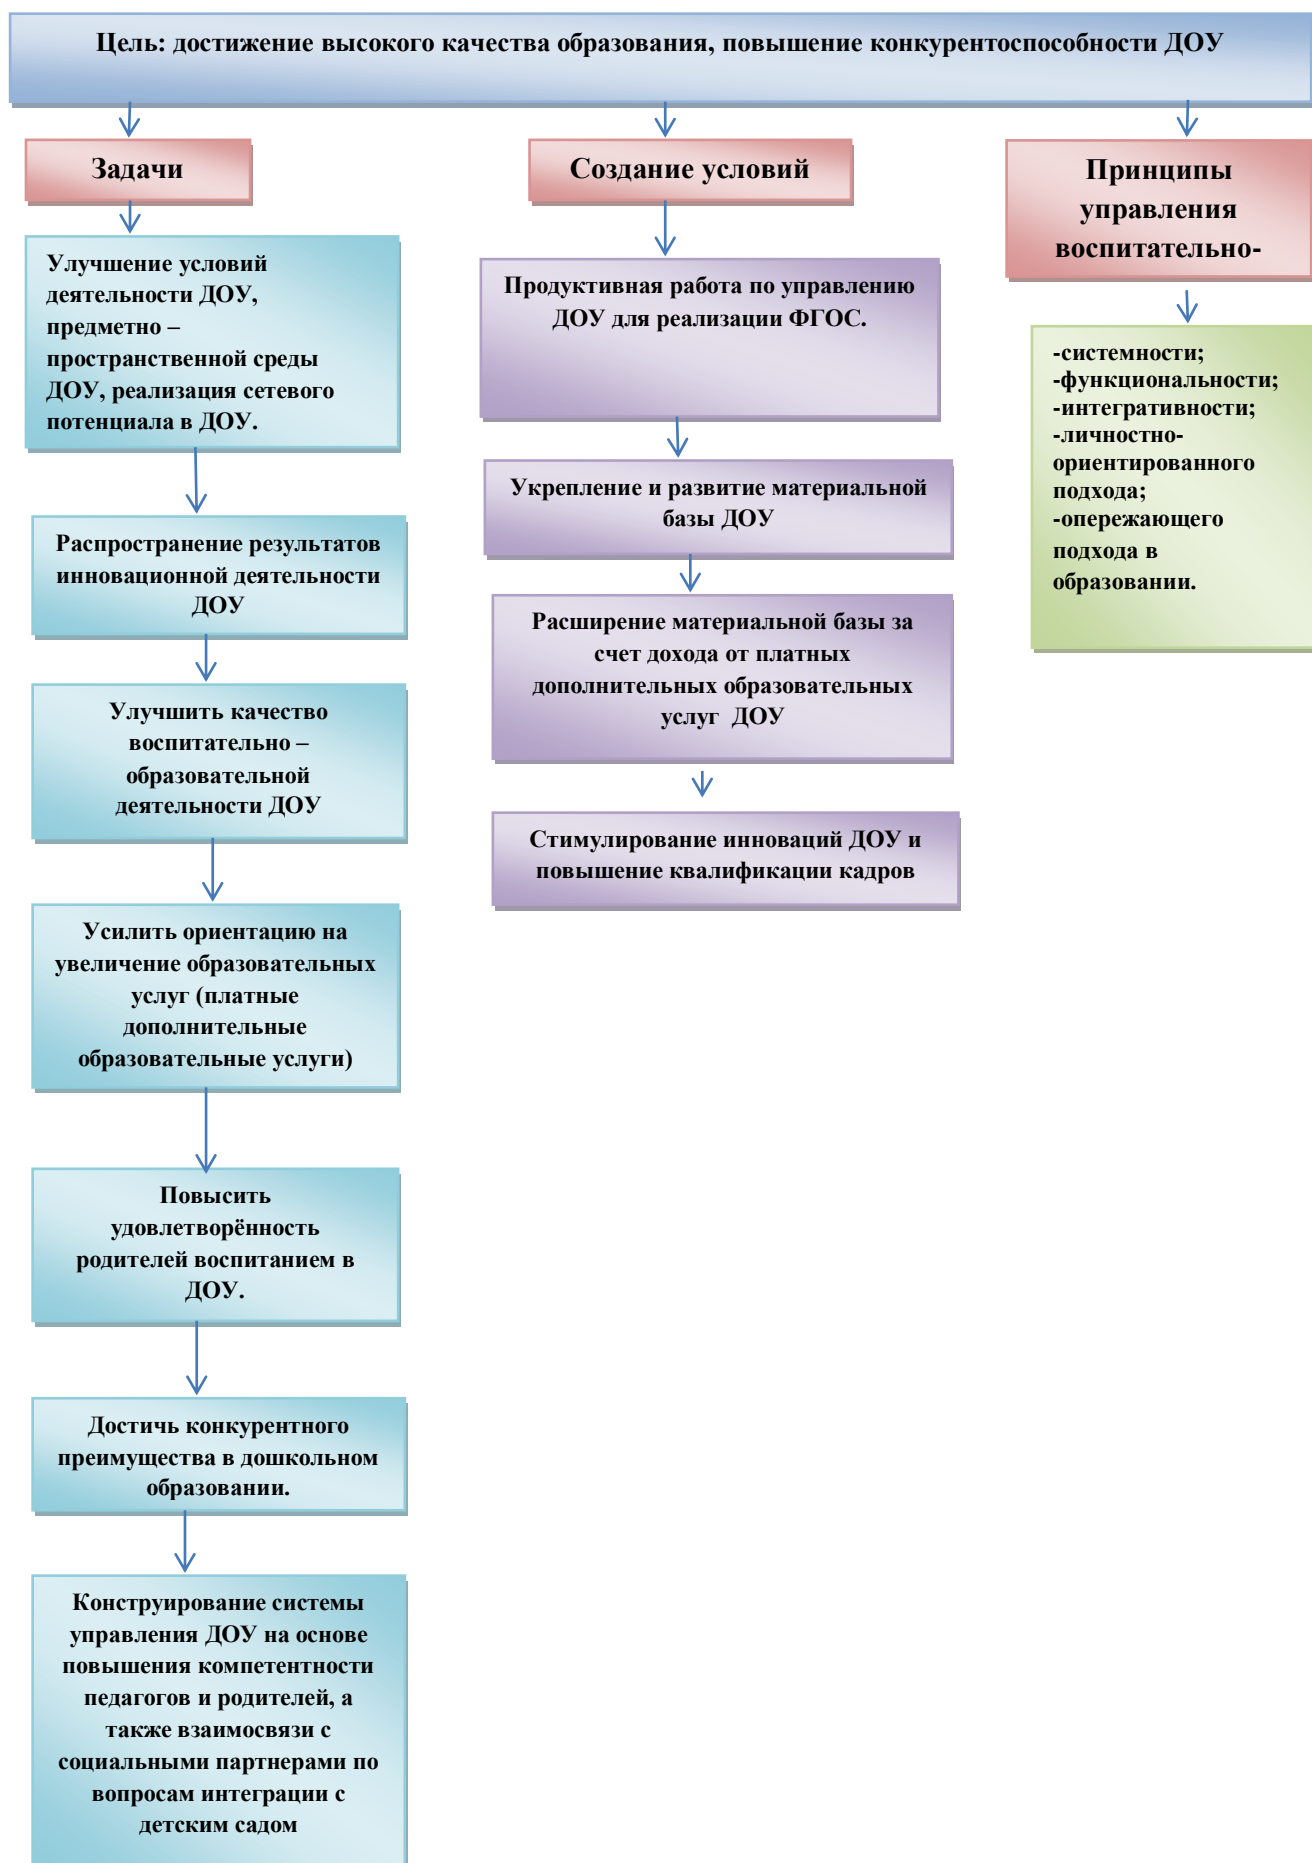 Цель: достижение высокого качества образования, повышение конкурентоспособности ДОУ
Задачи
Улучшение условий
деятельности ДОУ,
предметно –
пространственной среды
ДОУ, реализация сетевого
потенциала в ДОУ.
Распространение результатов
инновационной деятельности
ДОУ
Улучшить качество
воспитательно –
образовательной
деятельности ДОУ
Усилить ориентацию на
увеличение образовательных
услуг (платные
дополнительные
образовательные услуги)
Повысить
удовлетворённость
родителей воспитанием в
ДОУ.
Достичь конкурентного
преимущества в дошкольном
образовании.
Конструирование системы
управления ДОУ на основе
повышения компетентности
педагогов и родителей, а
также взаимосвязи с
социальными партнерами по
вопросам интеграции с
детским садом
Создание условий
Продуктивная работа по управлению
ДОУ для реализации ФГОС.
Укрепление и развитие материальной
базы ДОУ
Расширение материальной базы за
счет дохода от платных
дополнительных образовательных
услуг ДОУ
Стимулирование инноваций ДОУ и
повышение квалификации кадров
Принципы
управления
воспитательно-
-системности;
-функциональности;
-интегративности;
-личностно-
ориентированного
подхода;
-опережающего
подхода в
образовании.